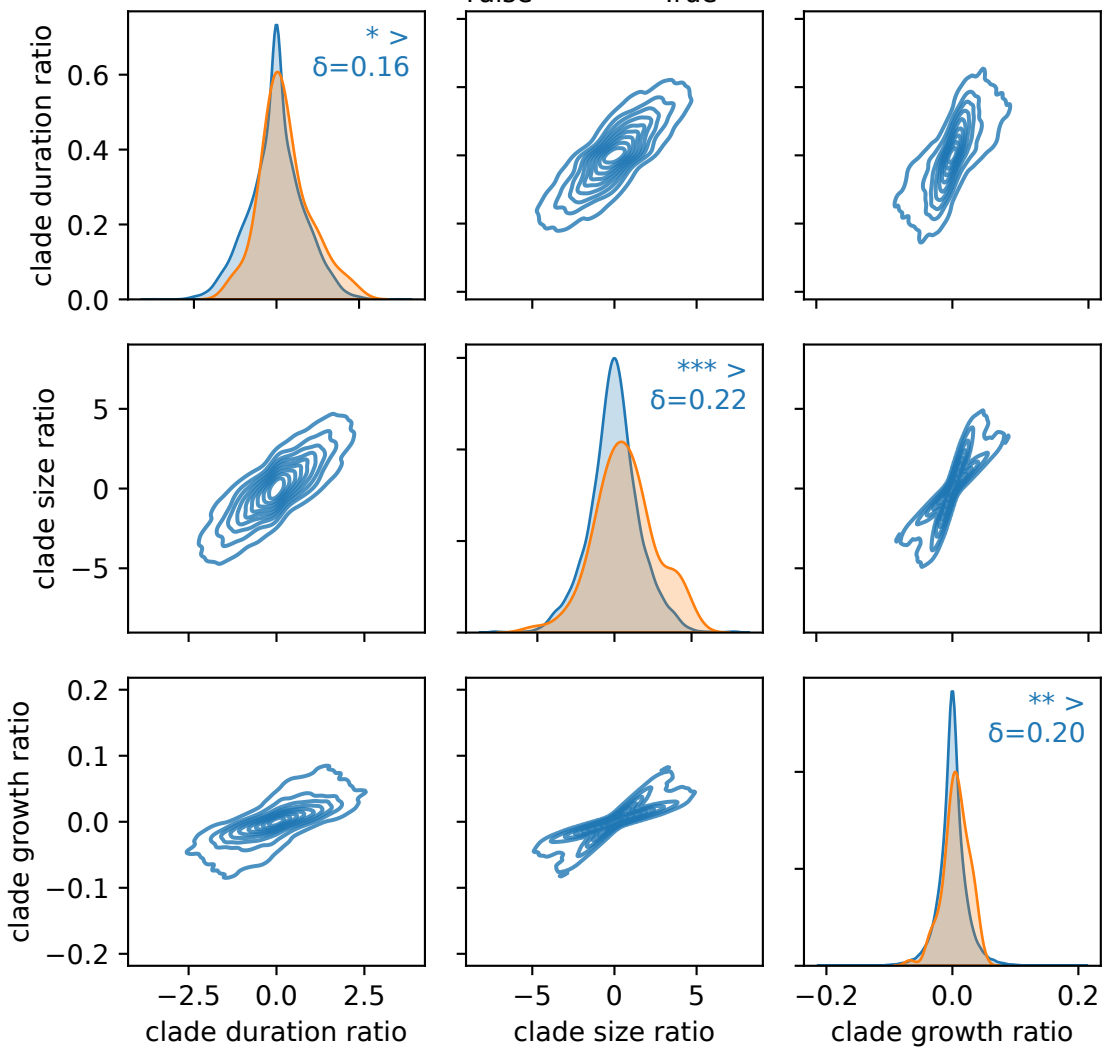 True
* >
δ=0.16
clade duration ratio
0.6
0.4
0.2
0.0
*** >
δ=0.22
clade size ratio
5
0
−5
** >
δ=0.20
clade growth ratio
0.2
0.1
0.0
−0.1
−0.2
−2.5 0.0 2.5 −5 0 5 −0.2 0.0 0.2
clade duration ratio clade size ratio clade growth ratio